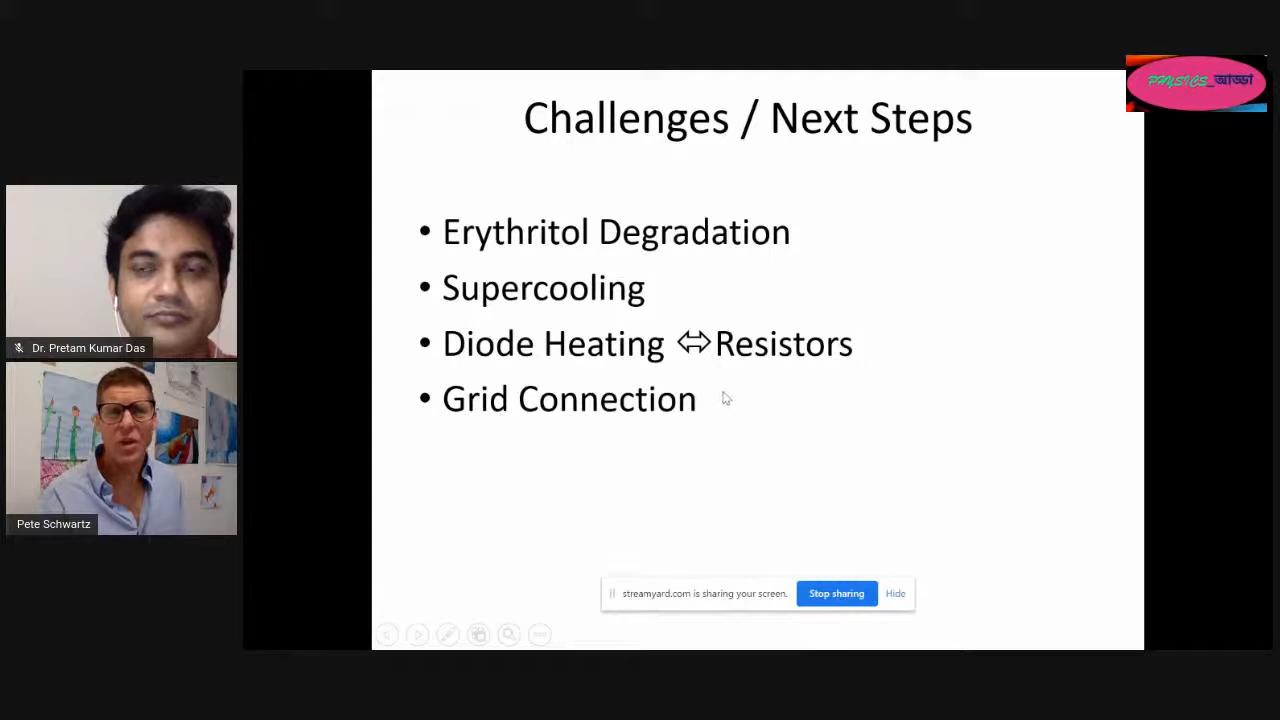 PHYSICS_আড্ডা
Challenges / Next Steps
• Erythritol Degradation
• Supercooling
• Diode Heating ⇔Resistors
• Grid Connection
Dr. Pretam Kumar Das
Pete Schwartz
streamyard.com is sharing your screen.
Stop sharing
Hide